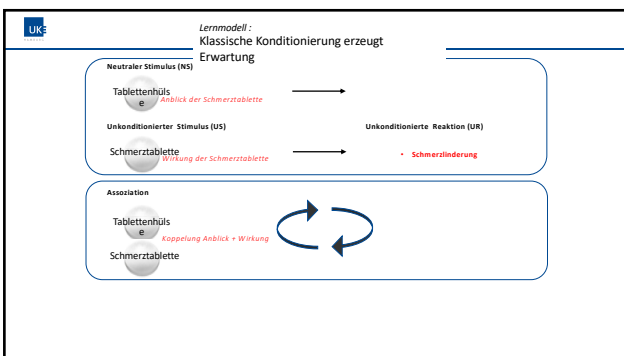 UKE
HAMBURG
Lernmodell :
Klassische Konditionierung erzeugt
Erwartung
Neutraler Stimulus (NS)
Tablettenhüls
e
Anblick der Schmerztablette
Unkonditionierter Stimulus (US)
Unkonditionierte Reaktion (UR)
Schmerztablette
Wirkung der Schmerztablette
• Schmerzlinderung
Assoziation
Tablettenhüls
e
Koppelung Anblick + Wirkung
Schmerztablette